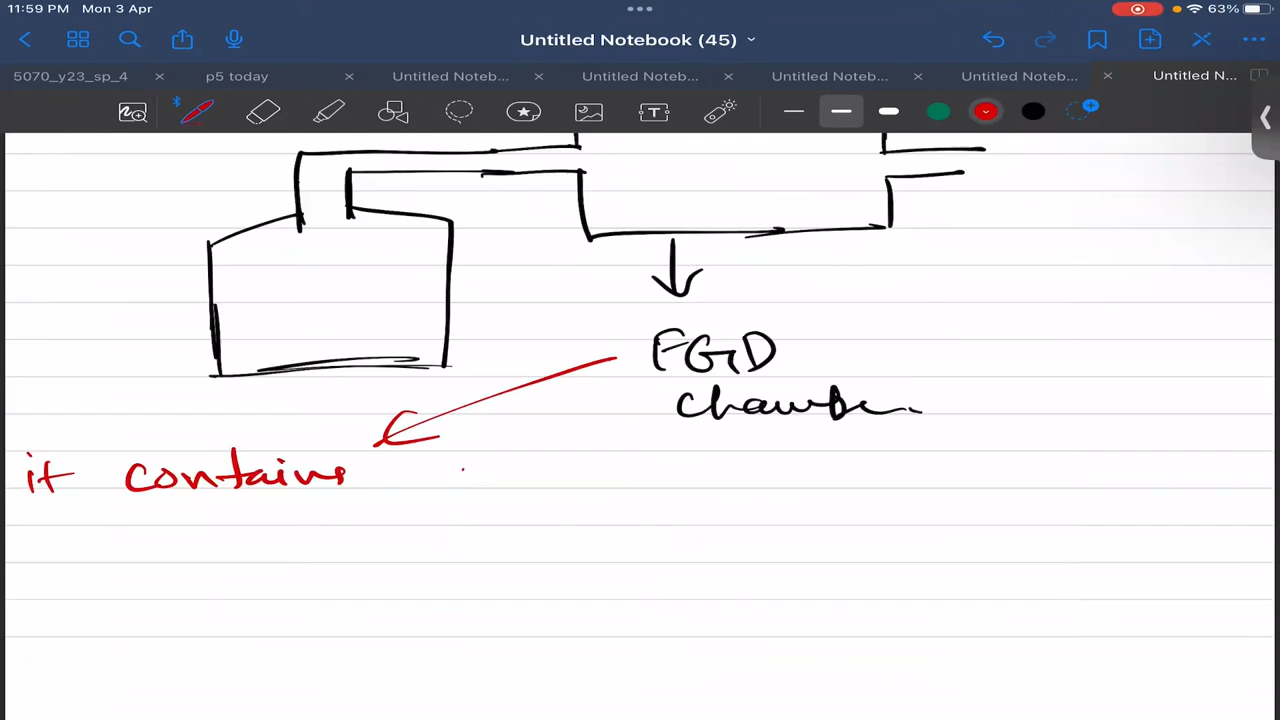 11:59 PM Mon 3 Apr
63%
Untitled Notebook (45)
5070_y23_sp_4
p5 today
Untitled Noteb...
Untitled Noteb...
Untitled Noteb...
Untitled Noteb...
Untitled N...
FGD
chamber
it contains